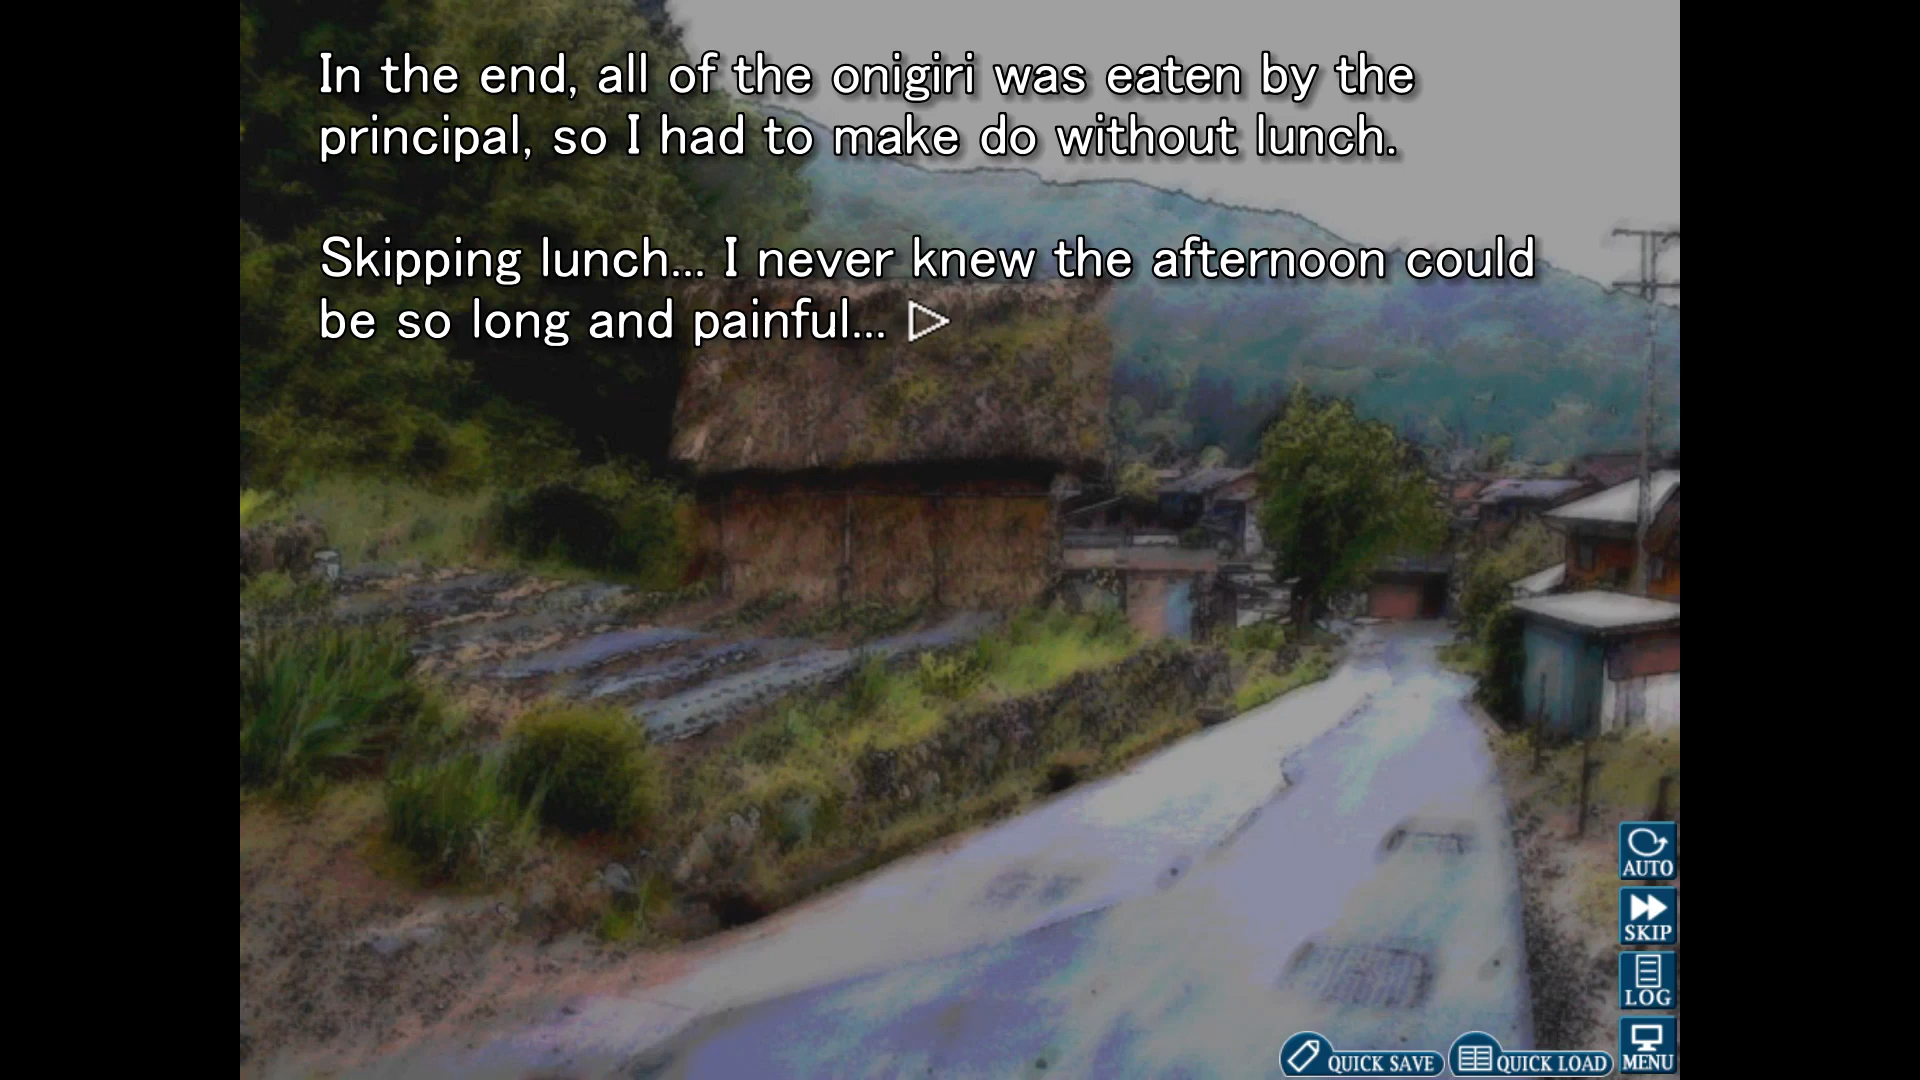 In the end, all of the onigiri was eaten by the
principal, so I had to make do without lunch.
Skipping lunch... I never knew the afternoon could
be so long and painful...
AUTO
SKIP
LOG
MENU
QUICK SAVE
QUICK LOAD